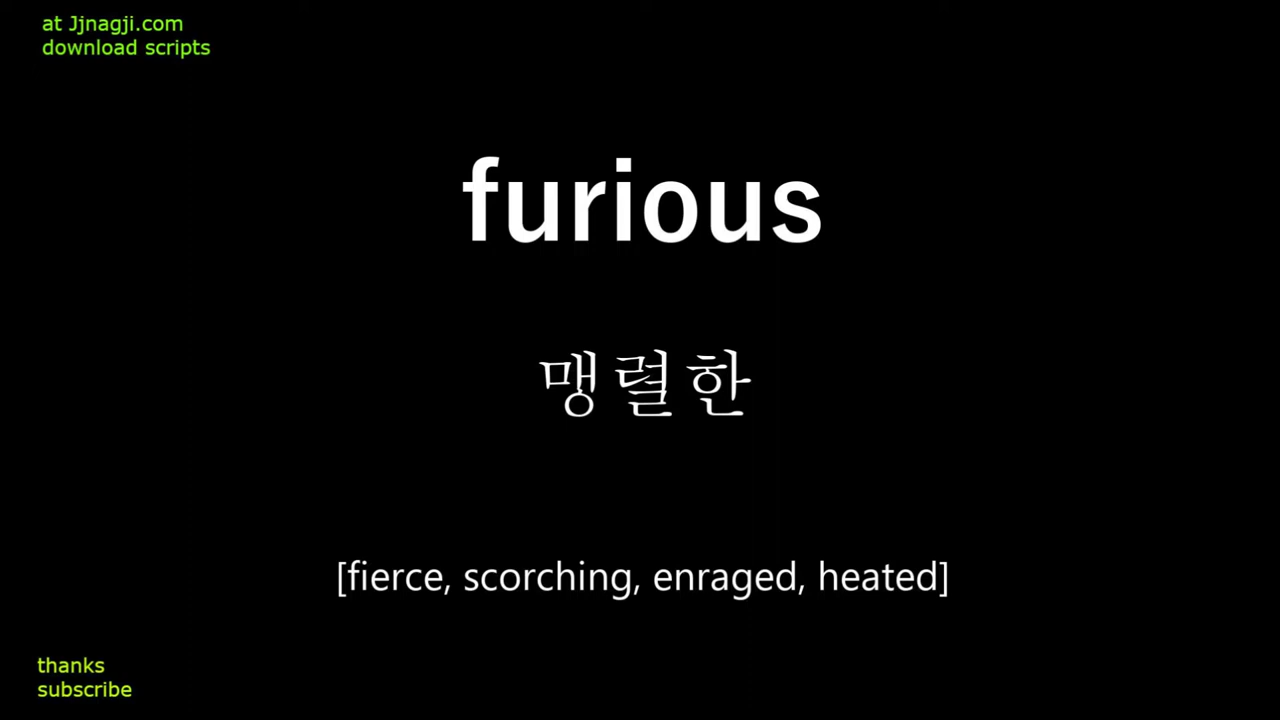 at Jjnagji.com
download scripts
furious
맹렬한
[fierce, scorching, enraged, heated]
thanks
subscribe